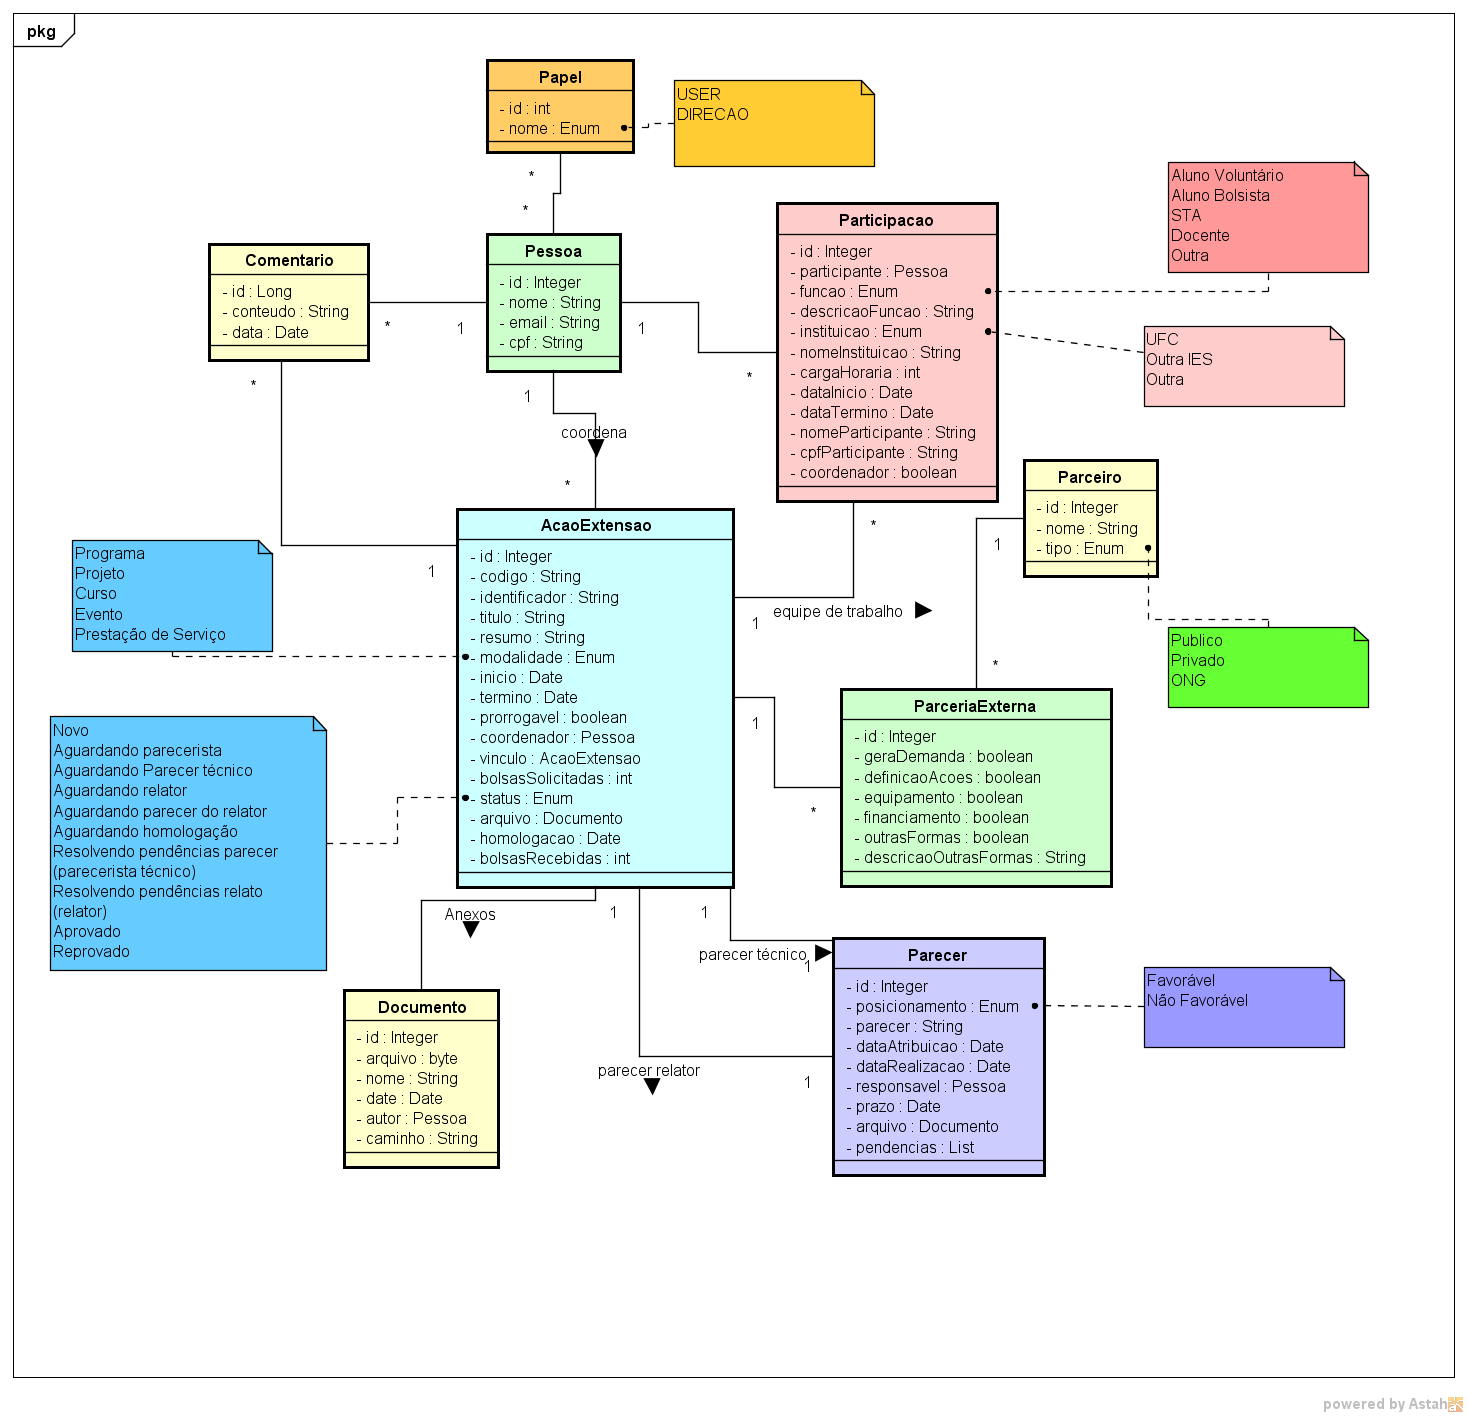 pkg
Papel
- id : int
- nome : Enum
USER
DIRECAO
*
*
Aluno Voluntário
Aluno Bolsista
STA
Docente
Outra
Participacao
- id : Integer
- participante : Pessoa
- funcao : Enum
- descricaoFuncao : String
- instituicao : Enum
- nomeInstituicao : String
- cargaHoraria : int
- dataInicio : Date
- dataTermino : Date
- nomeParticipante : String
- cpfParticipante : String
- coordenador : boolean
Comentario
- id : Long
- conteudo : String
- data : Date
Pessoa
- id : Integer
- nome : String
- email : String
- cpf : String
*
1
1
*
UFC
Outra IES
Outra
*
1
coordena
*
Parceiro
- id : Integer
- nome : String
- tipo : Enum
*
1
AcaoExtensao
- id : Integer
- codigo : String
- identificador : String
- titulo : String
- resumo : String
- modalidade : Enum
- inicio : Date
- termino : Date
- prorrogavel : boolean
- coordenador : Pessoa
- vinculo : AcaoExtensao
- bolsasSolicitadas : int
- status : Enum
- arquivo : Documento
- homologacao : Date
- bolsasRecebidas : int
Programa
Projeto
Curso
Evento
Prestação de Serviço
1
equipe de trabalho
1
*
Publico
Privado
ONG
ParceriaExterna
- id : Integer
- geraDemanda : boolean
- definicaoAcoes : boolean
- equipamento : boolean
- financiamento : boolean
- outrasFormas : boolean
- descricaoOutrasFormas : String
1
*
Novo
Aguardando parecerista
Aguardando Parecer técnico
Aguardando relator
Aguardando parecer do relator
Aguardando homologação
Resolvendo pendências parecer
(parecerista técnico)
Resolvendo pendências relato
(relator)
Aprovado
Reprovado
Anexos
1
1
parecer técnico
1
Parecer
- id : Integer
- posicionamento : Enum
- parecer : String
- dataAtribuicao : Date
- dataRealizacao : Date
- responsavel : Pessoa
- prazo : Date
- arquivo : Documento
- pendencias : List
Favorável
Não Favorável
Documento
- id : Integer
- arquivo : byte
- nome : String
- date : Date
- autor : Pessoa
- caminho : String
parecer relator
1
powered by Astah